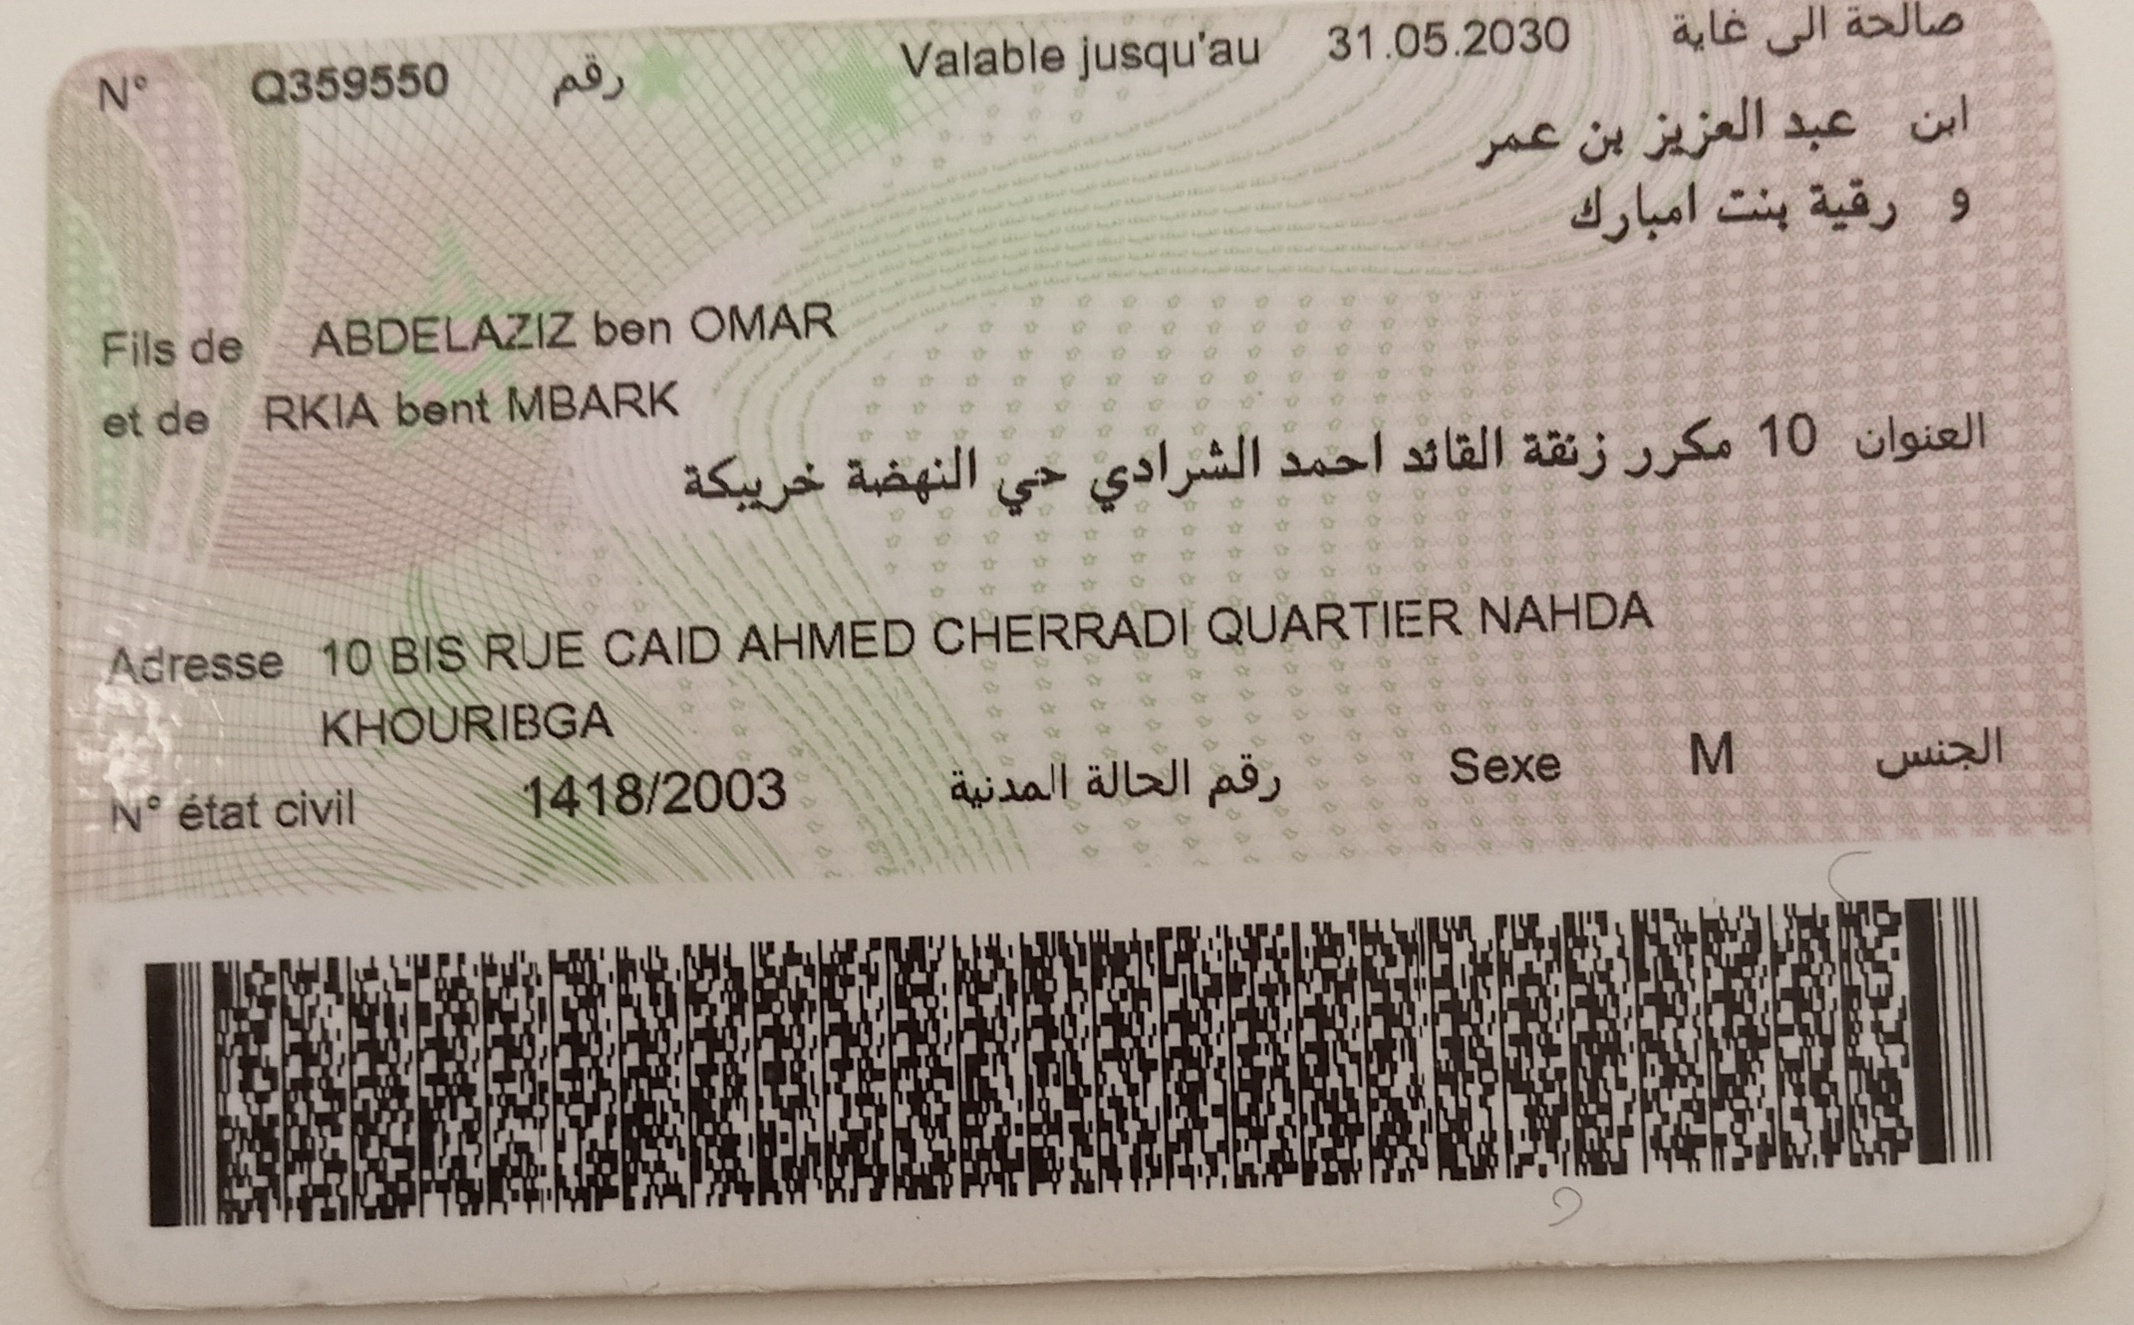 N° Q359550 رقم Valable jusqu'au 31.05.2030 صالحة الى غاية
ابن عبد العزيز بن عمر
و رقية بنت امبارك
Fils de ABDELAZIZ ben OMAR
et de RKIA bent MBARK
العنوان 10 مكرر زنقة القائد احمد الشرادي حي النهضة خريبكة
Adresse 10 BIS RUE CAID AHMED CHERRADI QUARTIER NAHDA
KHOURIBGA
N° état civil 1418/2003 رقم الحالة المدنية Sexe M الجنس